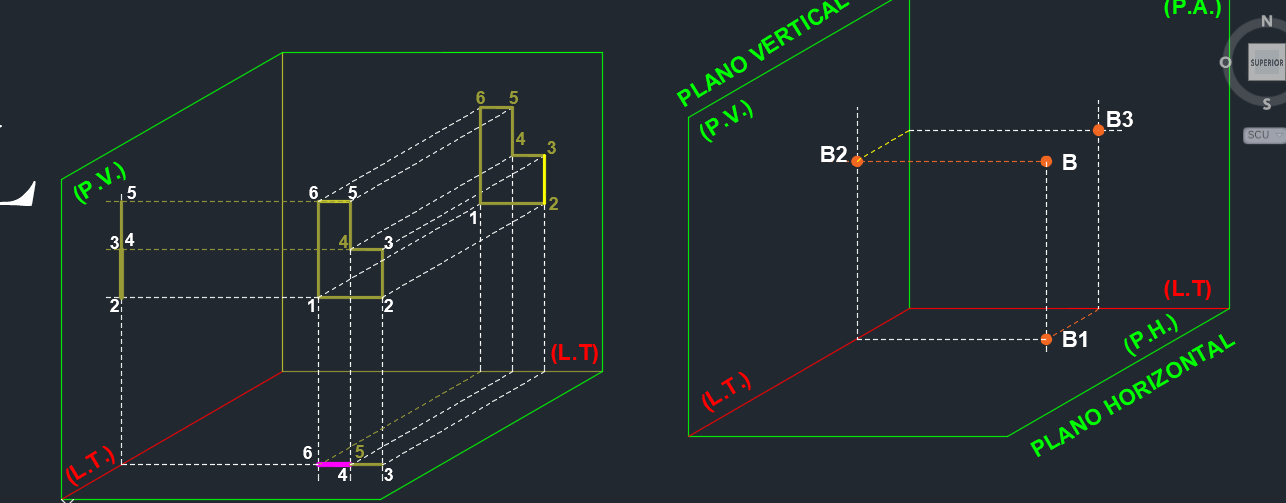 (P.V.)
5
3 4
2
6 5
4 3
1 2
6 5
4
3
1
2
(L.T)
(L.T.)
6 5
4 3
PLANO VERTICAL
(P.V.)
(P.A.)
B3
B2
B
(L.T)
B1
(P.H.)
(L.T.)
PLANO HORIZONTAL
N
O SUPERIOR
S
SCU